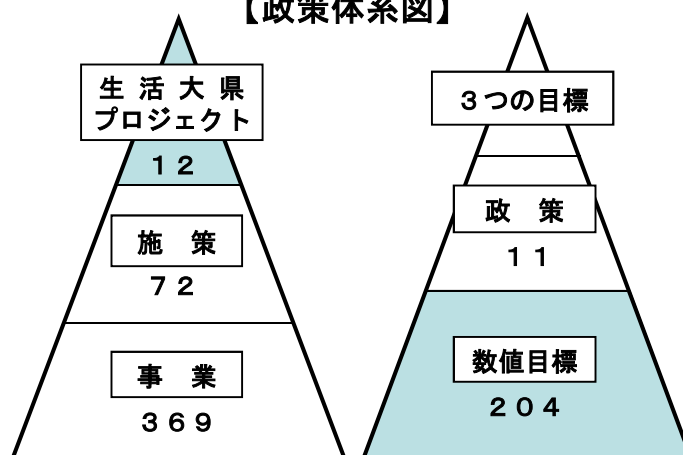 【政策体系図】
生 活 大 県
プロジェクト
１２
施　策
７２
事　業
３６９
３つの目標
政　策
１１
数値目標
２０４